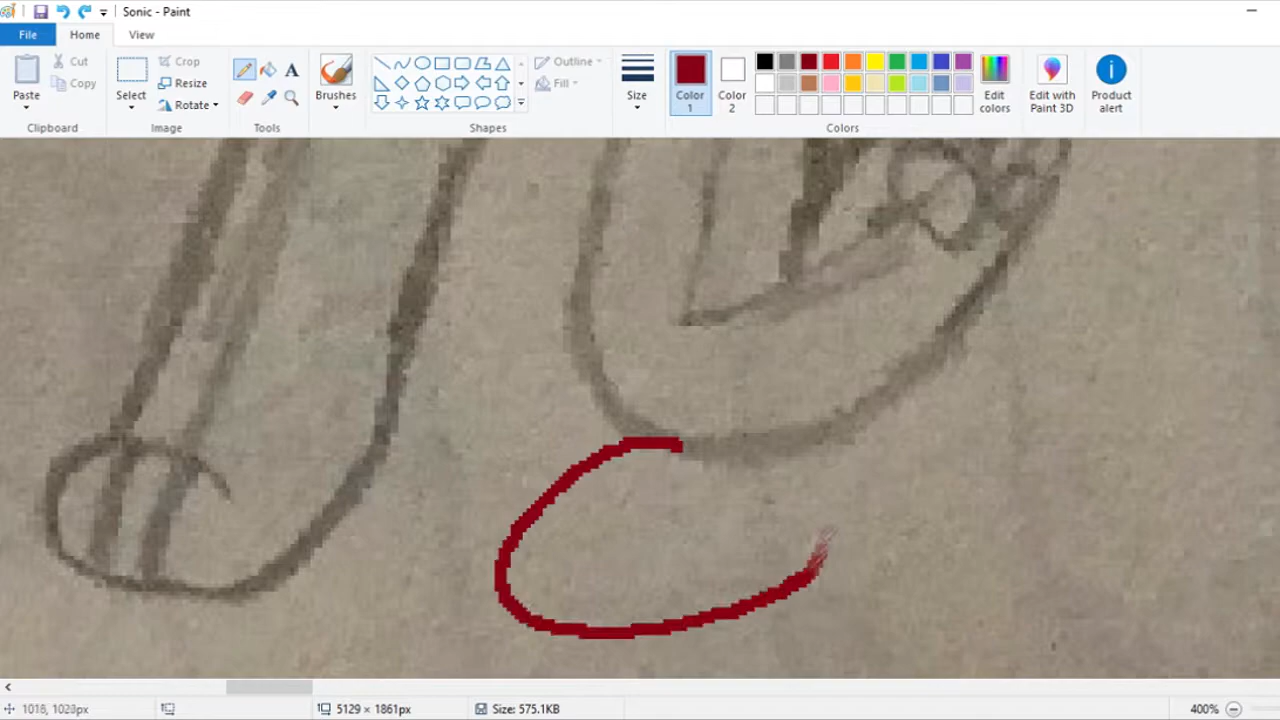 Sonic - Paint
File Home View
Paste Cut Copy Clipboard
Select Crop Resize Rotate Image
A Tools
Brushes
Outline Fill Shapes
Size
Color 1 Color 2 Edit colors Colors
Edit with Paint 3D
Product alert
1018, 1023px 5129 × 1861px Size: 575.1KB 400%